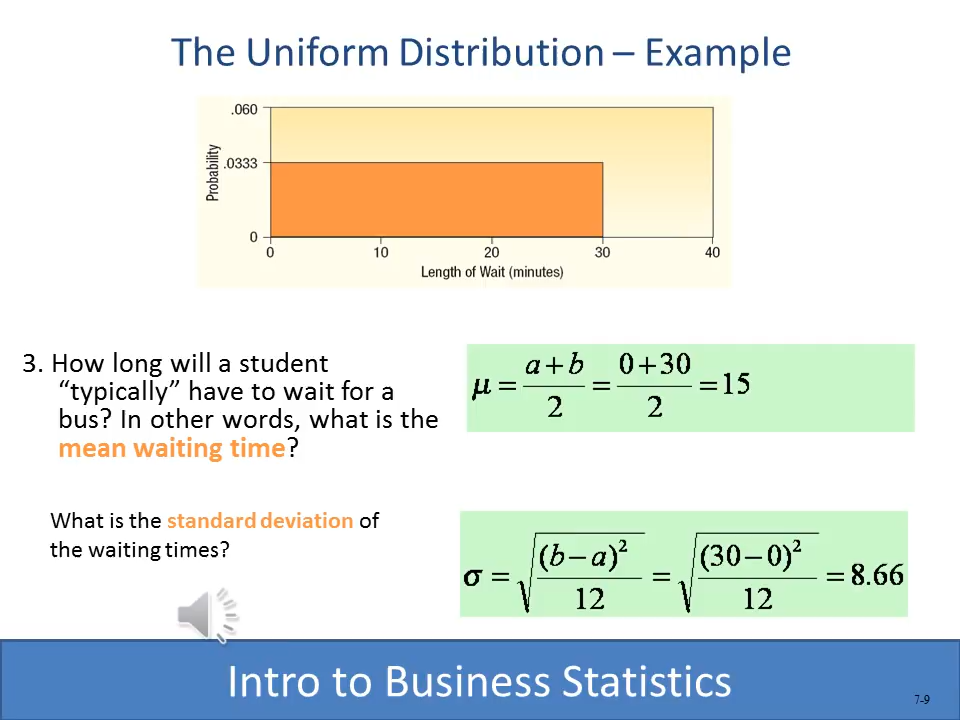 The Uniform Distribution – Example
.060
.0333
0
Probability
0 10 20 30 40
Length of Wait (minutes)
3. How long will a student
“typically” have to wait for a
bus? In other words, what is the
mean waiting time?
μ = a + b / 2 = 0 + 30 / 2 = 15
What is the standard deviation of
the waiting times?
σ = √((b − a)² / 12) = √((30 − 0)² / 12) = 8.66
Intro to Business Statistics
7-9